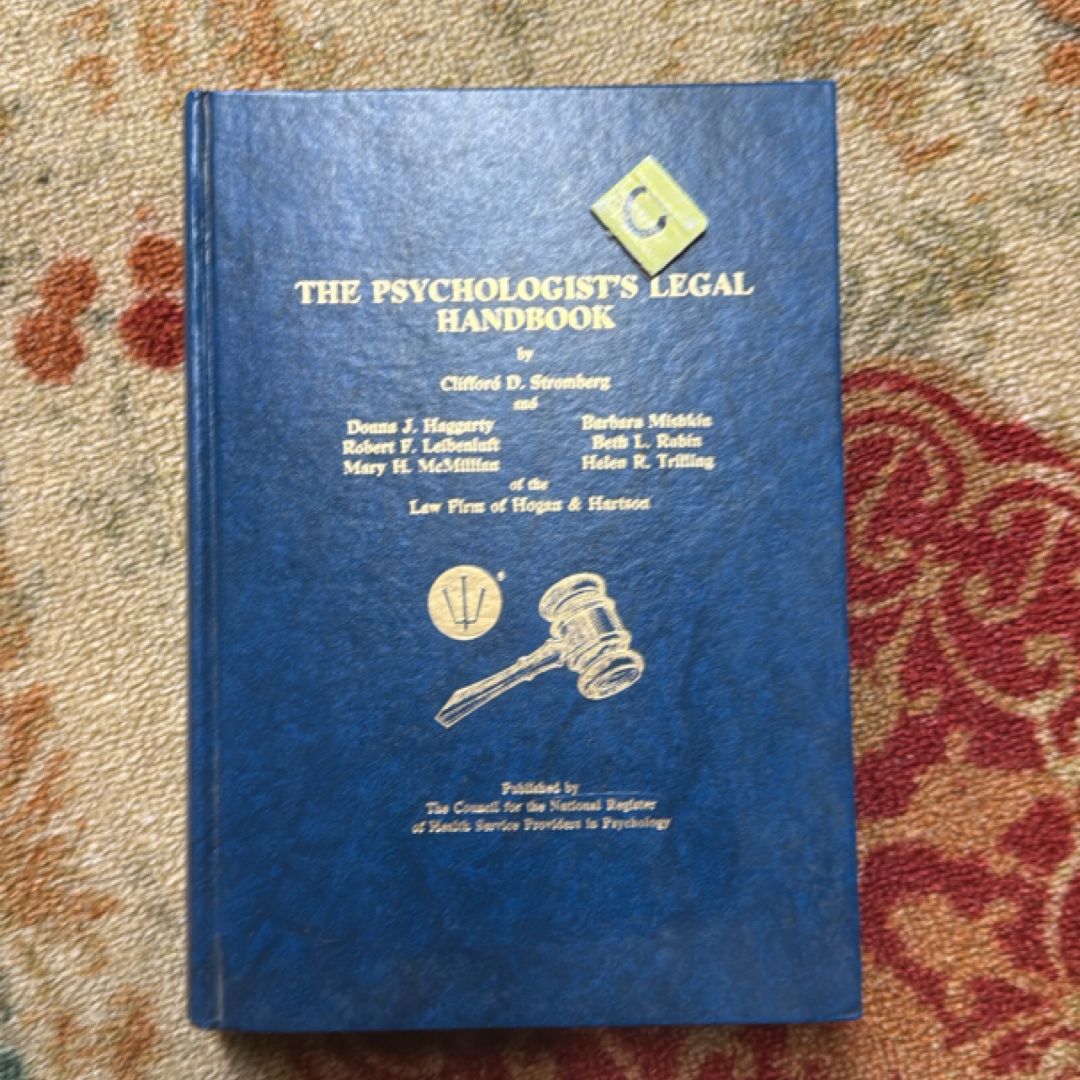 C
THE PSYCHOLOGIST'S LEGAL
HANDBOOK
by
Clifford D. Stromberg
and
Donna J. Haggarty
Robert F. Leibenluft
Mary H. McMillian
Barbara Mishkin
Beth L. Rubin
Helen R. Trilling
of the
Law Firm of Hogan & Hartson
Published by
The Council for the National Register
of Health Service Providers in Psychology